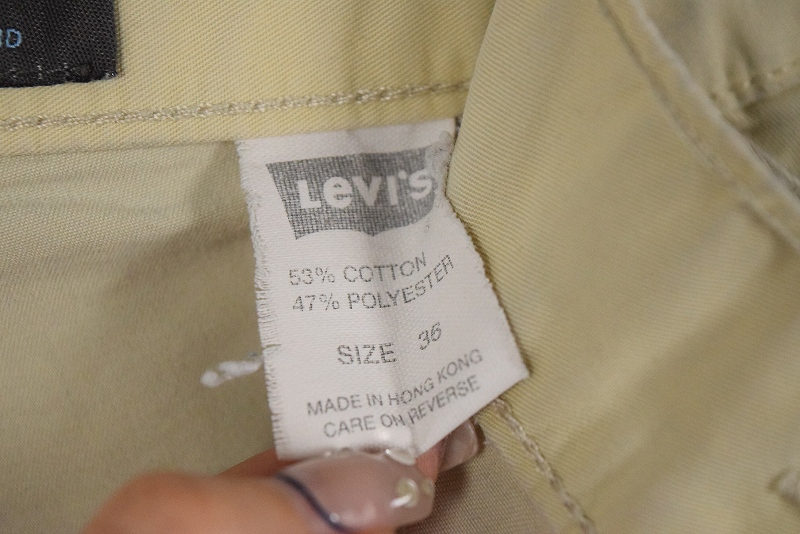 Levi's
53% COTTON
47% POLYESTER
SIZE 36
MADE IN HONG KONG
CARE ON REVERSE